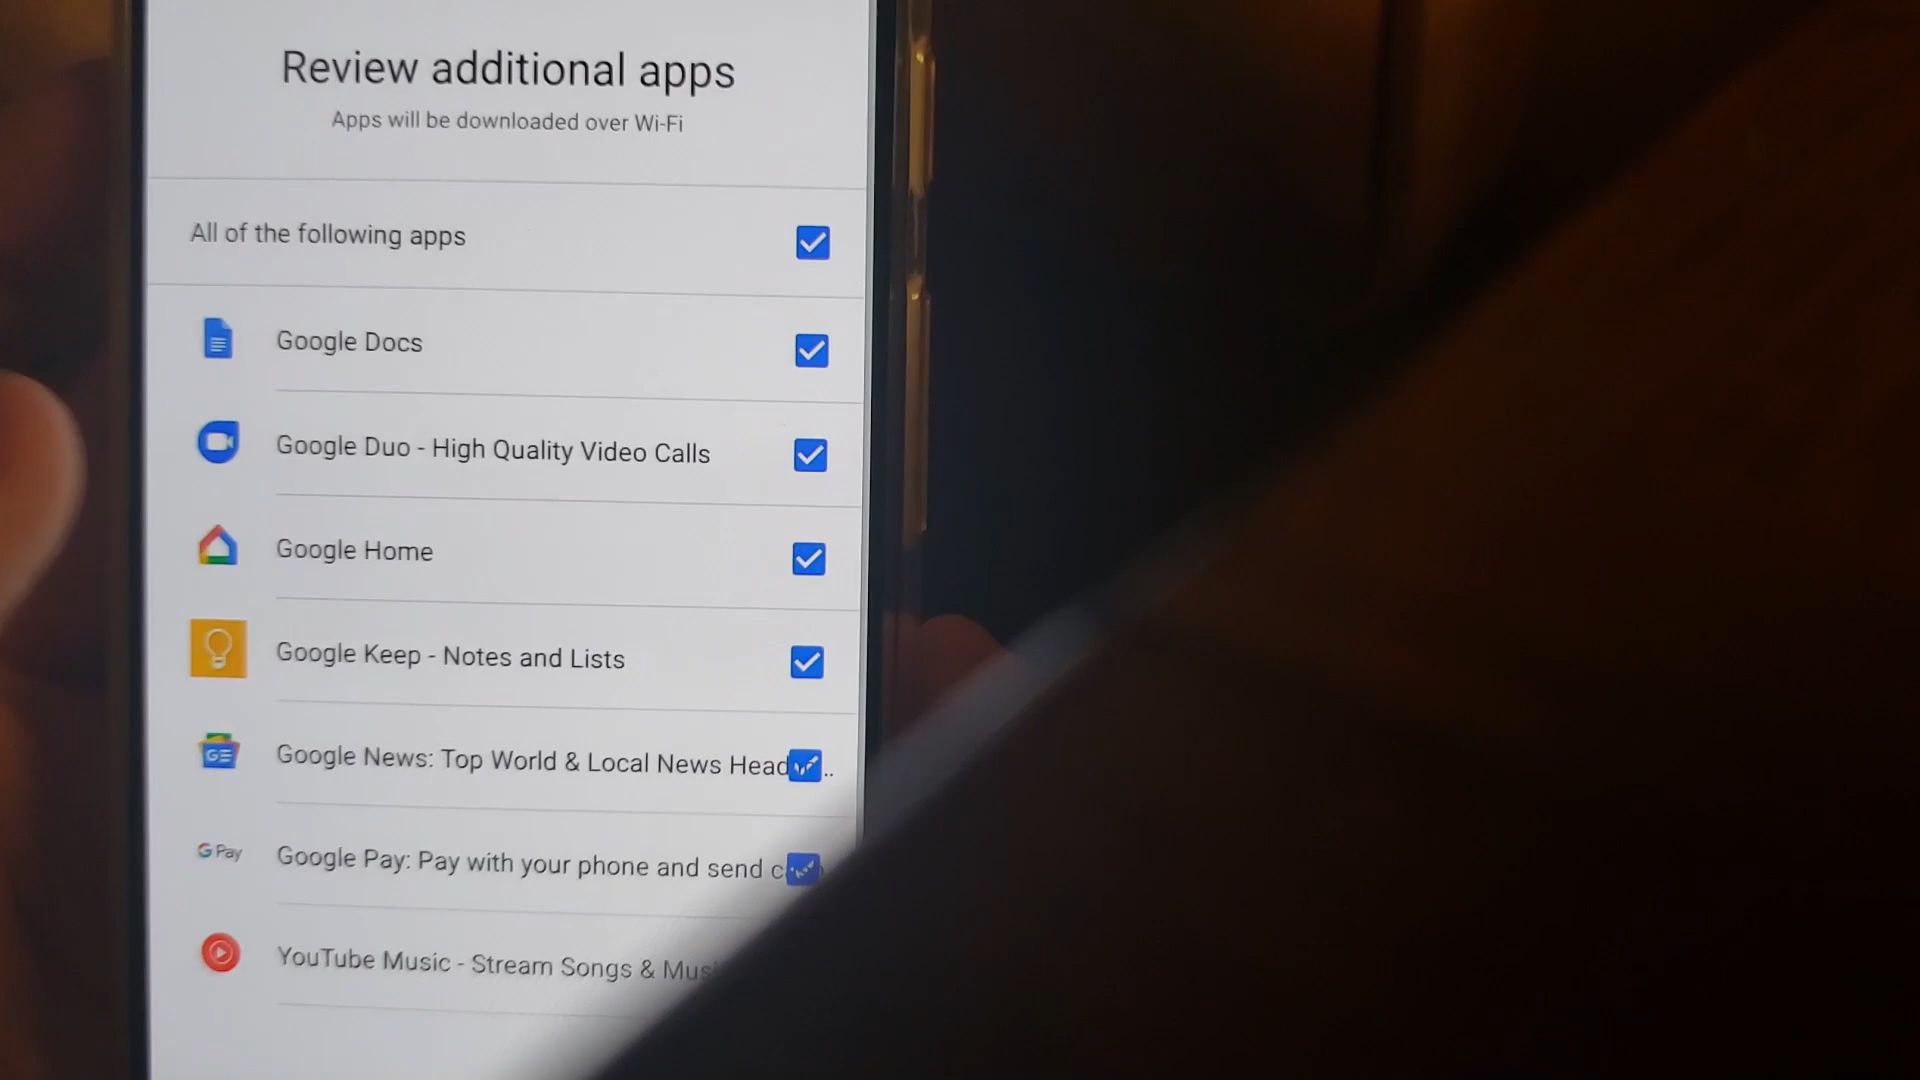 Review additional apps
Apps will be downloaded over Wi-Fi
All of the following apps
Google Docs
Google Duo - High Quality Video Calls
Google Home
Google Keep - Notes and Lists
GE Google News: Top World & Local News Head...
G Pay Google Pay: Pay with your phone and send
YouTube Music - Stream Songs &